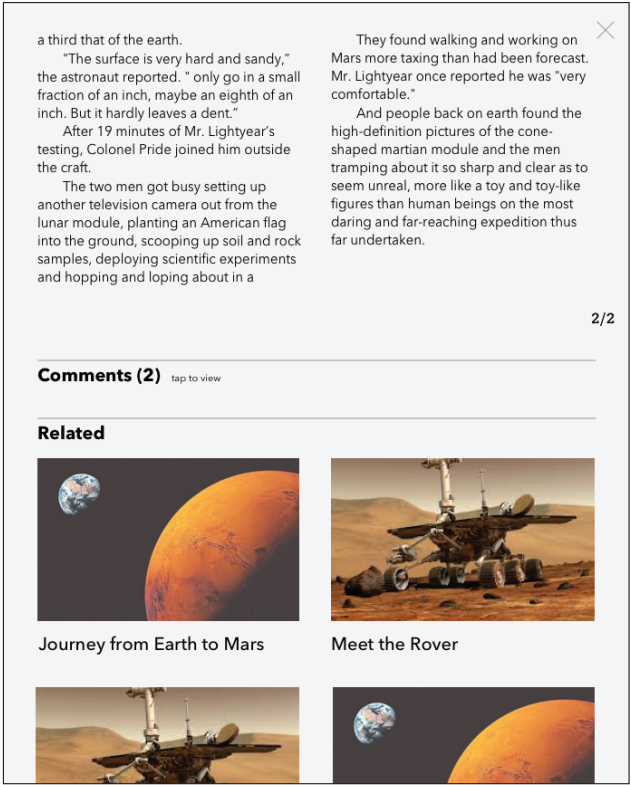 a third that of the earth.
"The surface is very hard and sandy,"
the astronaut reported. " only go in a small
fraction of an inch, maybe an eighth of an
inch. But it hardly leaves a dent."
After 19 minutes of Mr. Lightyear's
testing, Colonel Pride joined him outside
the craft.
The two men got busy setting up
another television camera out from the
lunar module, planting an American flag
into the ground, scooping up soil and rock
samples, deploying scientific experiments
and hopping and loping about in a
They found walking and working on
Mars more taxing than had been forecast.
Mr. Lightyear once reported he was "very
comfortable."
And people back on earth found the
high-definition pictures of the cone-
shaped martian module and the men
tramping about it so sharp and clear as to
seem unreal, more like a toy and toy-like
figures than human beings on the most
daring and far-reaching expedition thus
far undertaken.
2/2
Comments (2) tap to view
Related
Journey from Earth to Mars
Meet the Rover